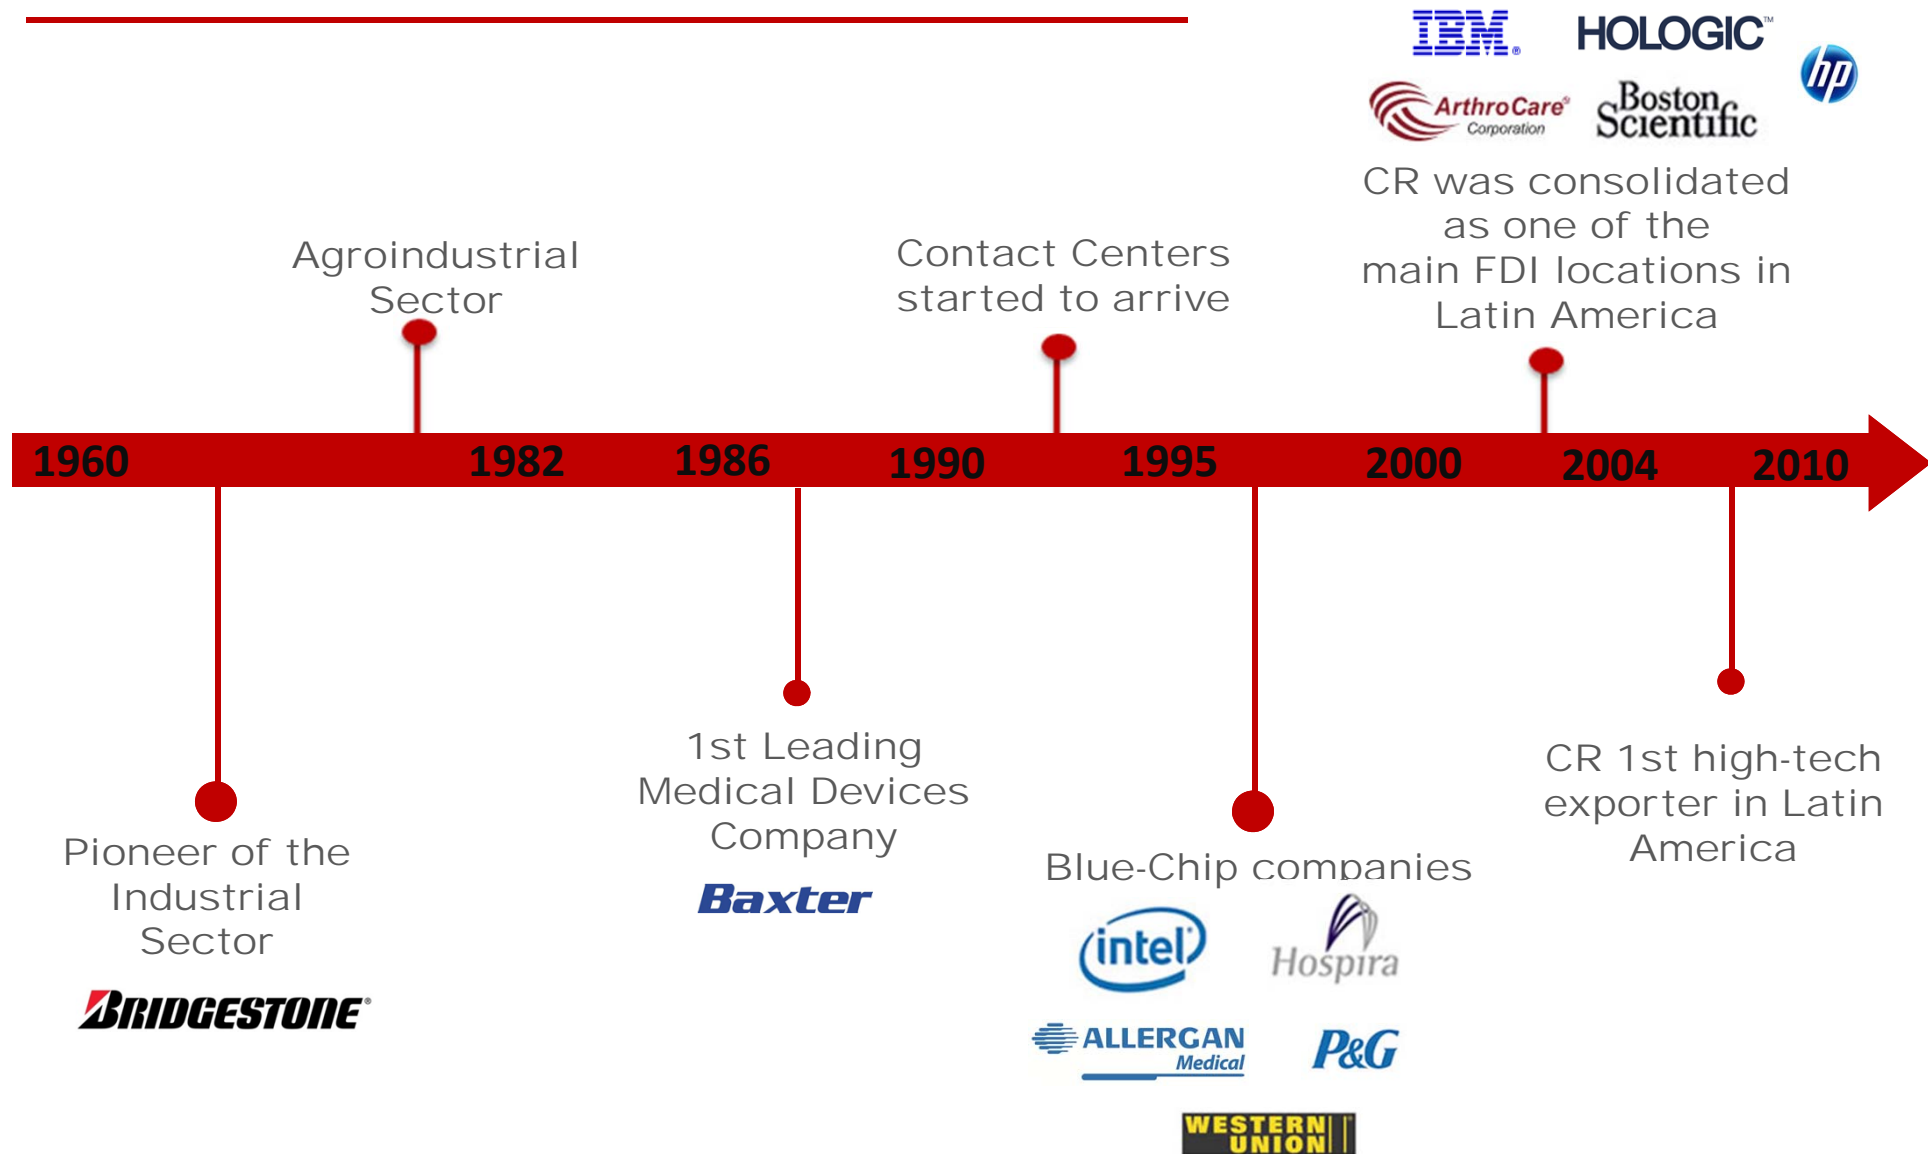 IBM®
HOLOGIC™
hp
ArthroCare®
Corporation
Boston
Scientific
CR was consolidated
as one of the
main FDI locations in
Latin America
Agroindustrial
Sector
Contact Centers
started to arrive
1960 1982 1986 1990 1995 2000 2004 2010
Pioneer of the
Industrial
Sector
BRIDGESTONE®
1st Leading
Medical Devices
Company
Baxter
Blue-Chip companies
intel®
Hospira
ALLERGAN
Medical
P&G
WESTERN
UNION
CR 1st high-tech
exporter in Latin
America